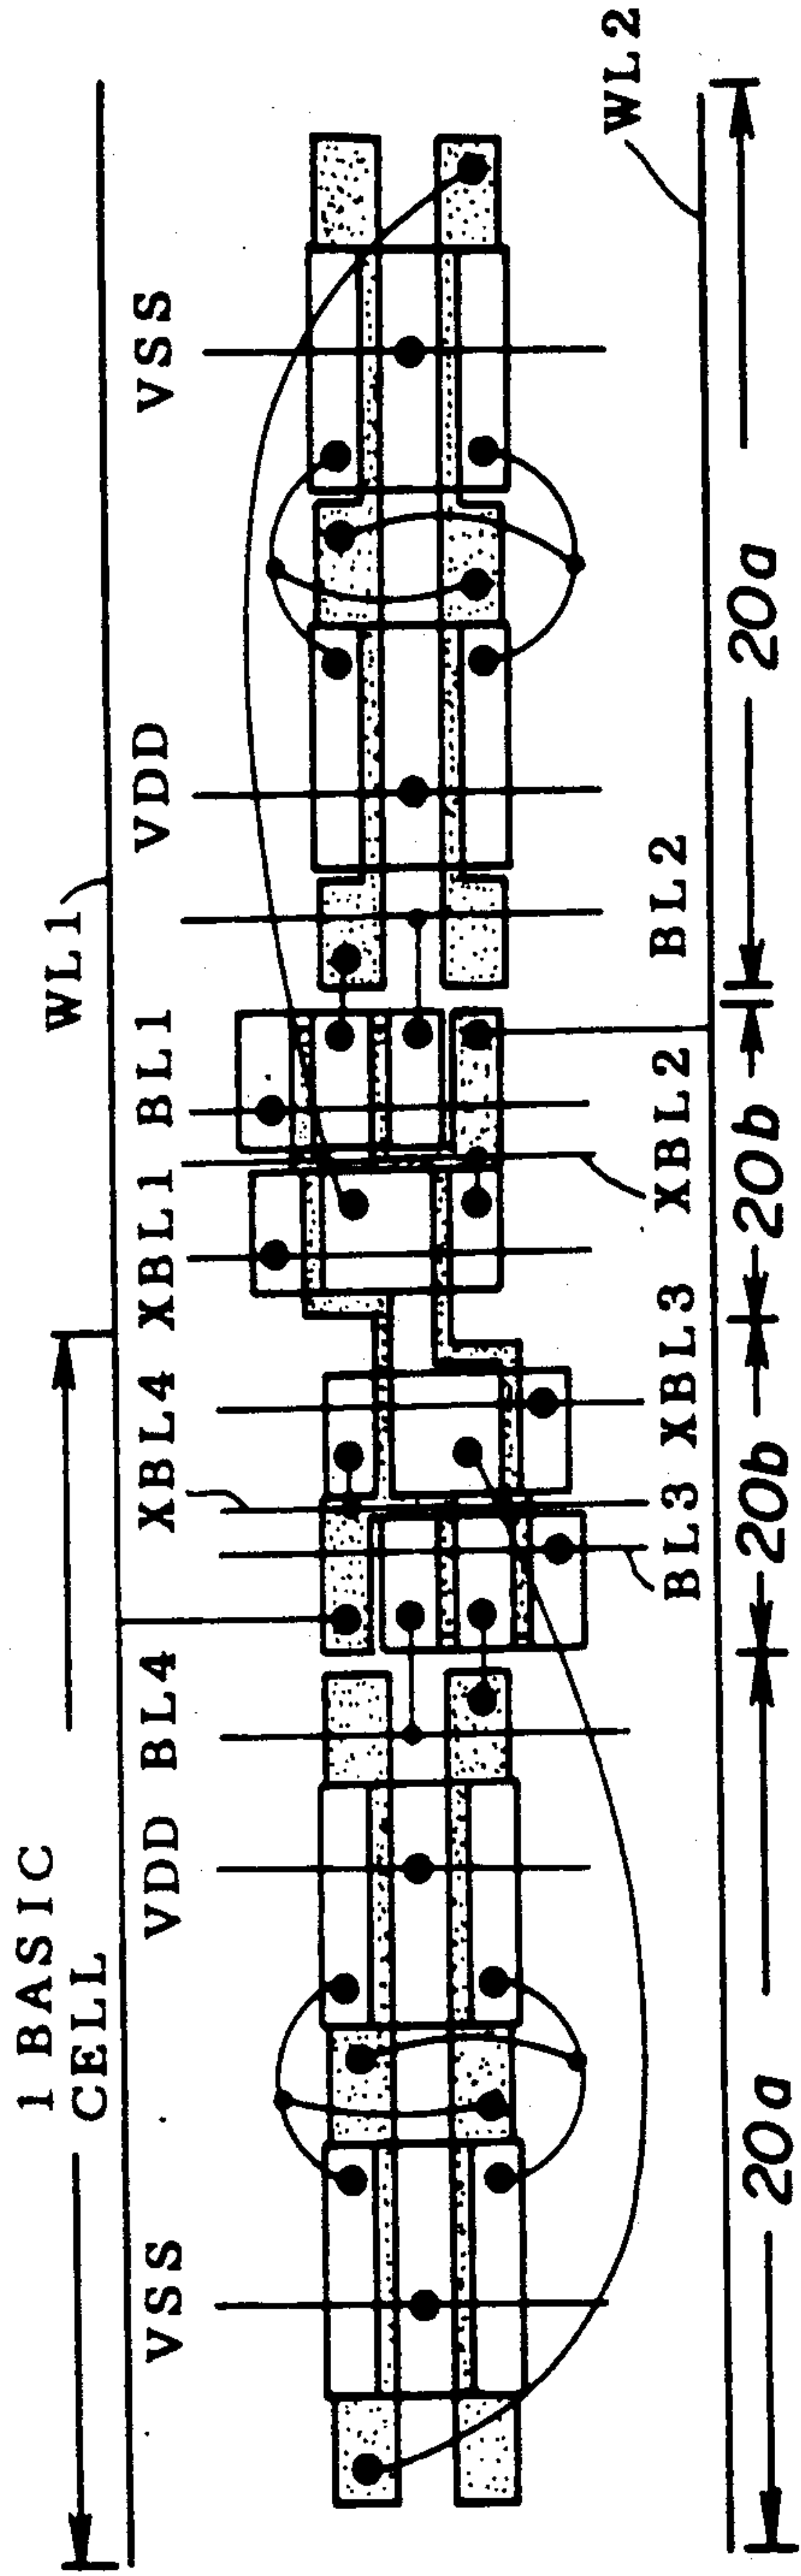 1 BASIC
CELL
WL1
VSS
VDD
BL4
XBL4
XBL1
BL1
VDD
VSS
BL3
XBL3
XBL2
BL2
WL2
20a
20b
20b
20a